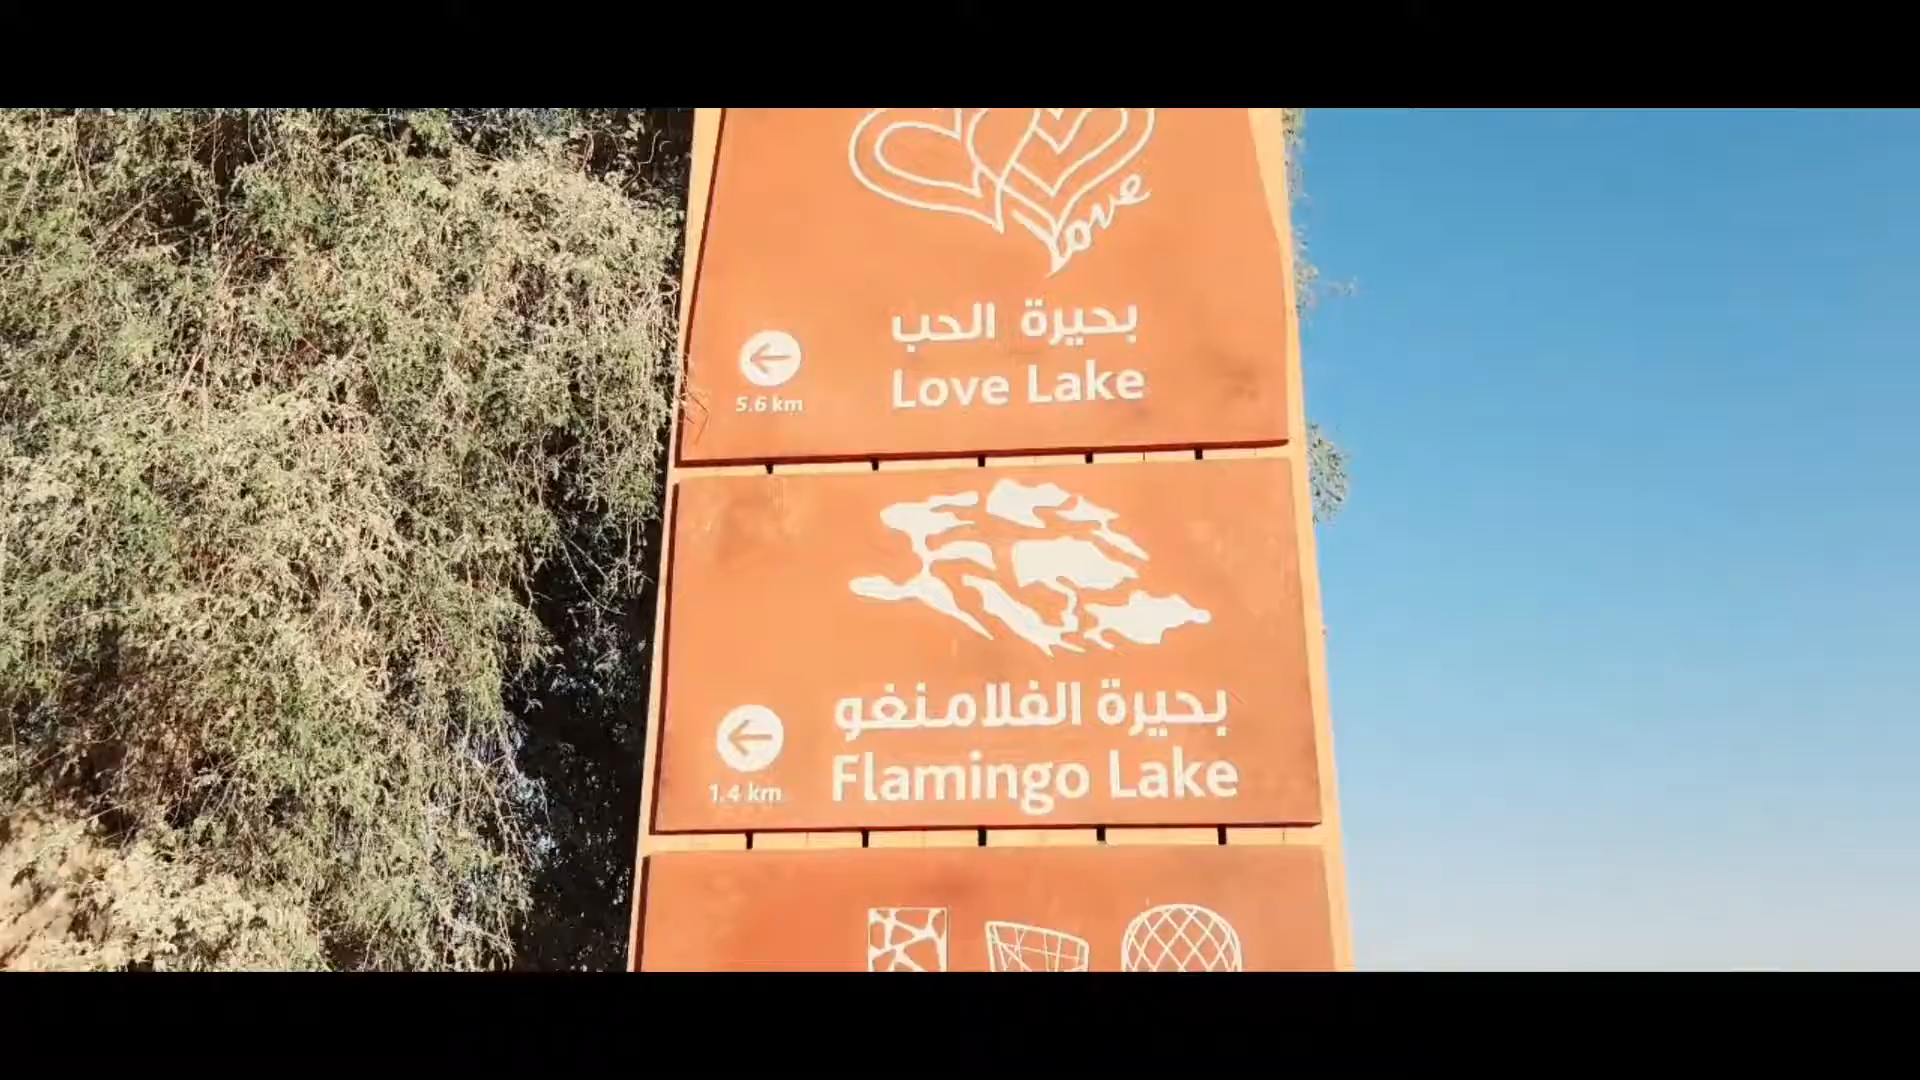 Love
بحيرة الحب
Love Lake
5.6 km
بحيرة الفلامنغو
Flamingo Lake
1.4 km